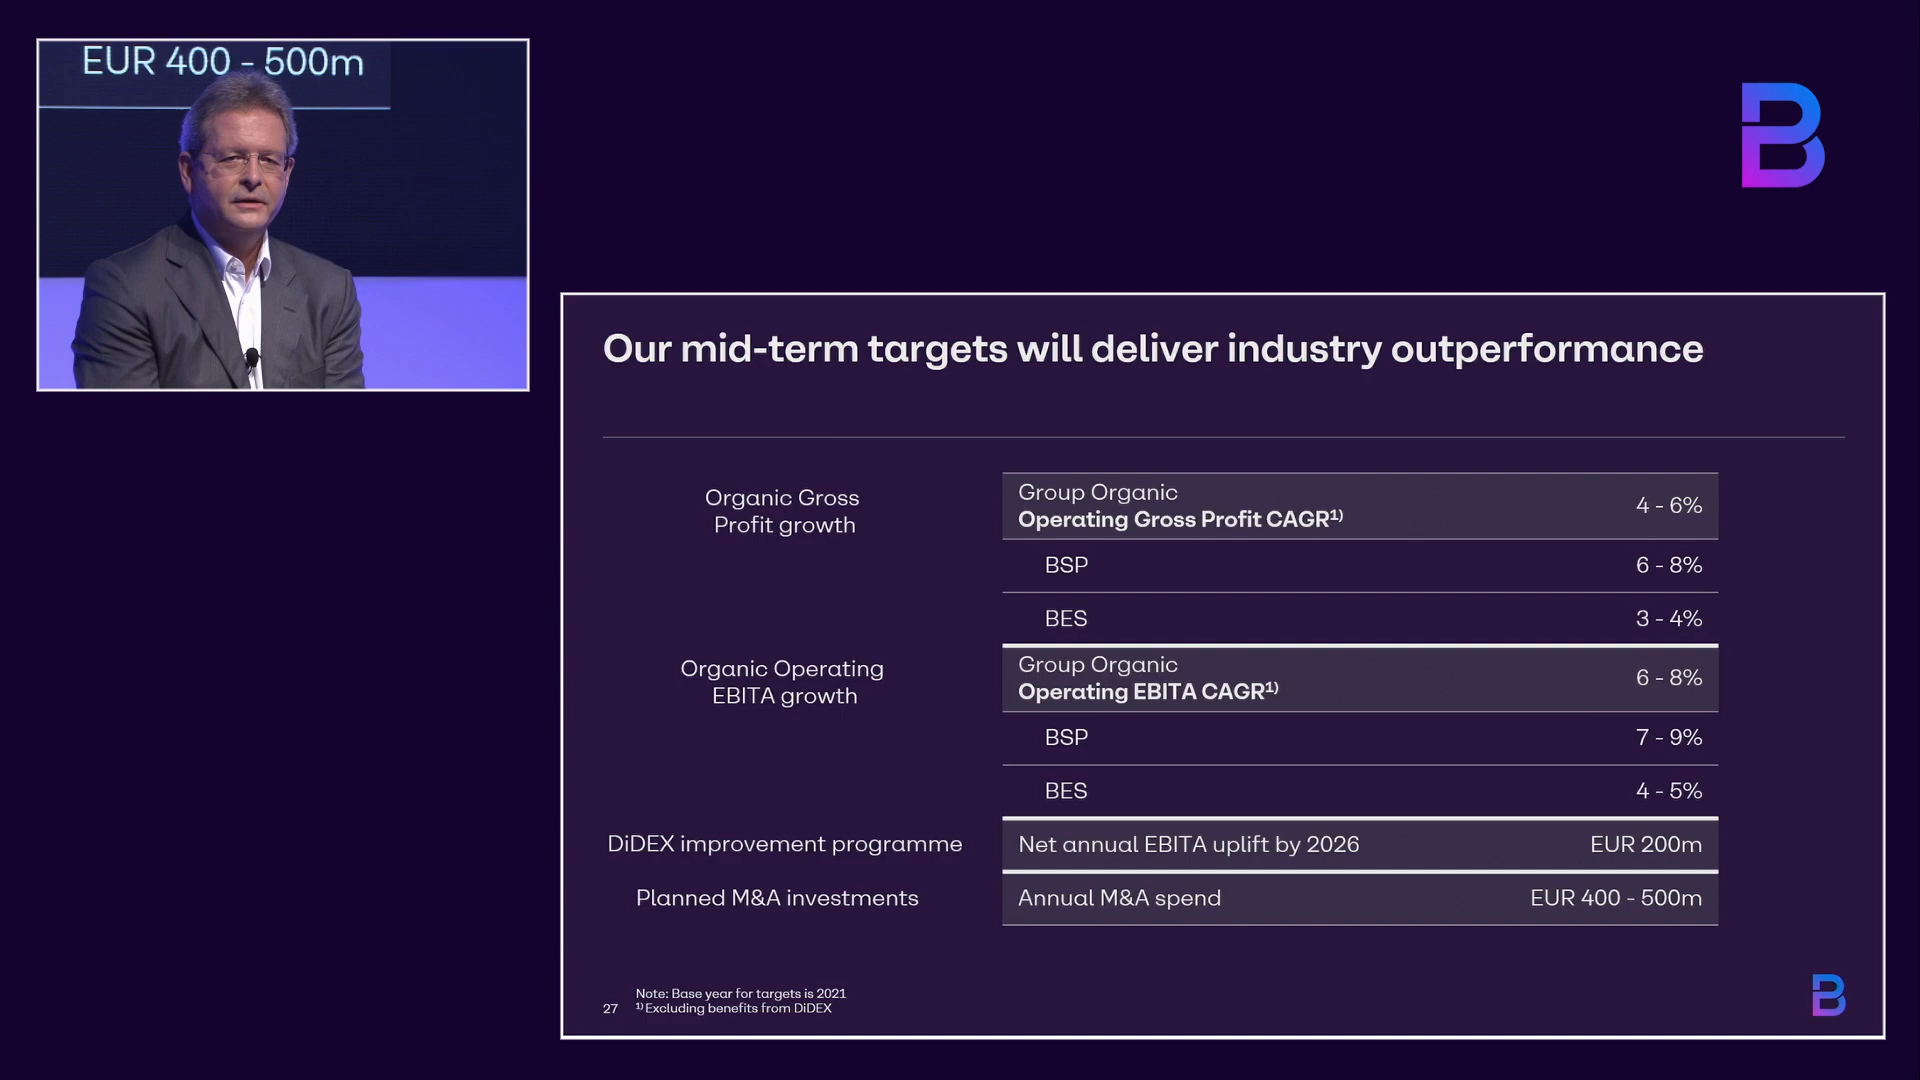 EUR 400 - 500m
Our mid-term targets will deliver industry outperformance
Organic Gross
Profit growth
Group Organic
Operating Gross Profit CAGR¹⁾
4 - 6%
BSP
6 - 8%
BES
3 - 4%
Organic Operating
EBITA growth
Group Organic
Operating EBITA CAGR¹⁾
6 - 8%
BSP
7 - 9%
BES
4 - 5%
DiDEX improvement programme
Net annual EBITA uplift by 2026
EUR 200m
Planned M&A investments
Annual M&A spend
EUR 400 - 500m
Note: Base year for targets is 2021
27
¹⁾ Excluding benefits from DiDEX